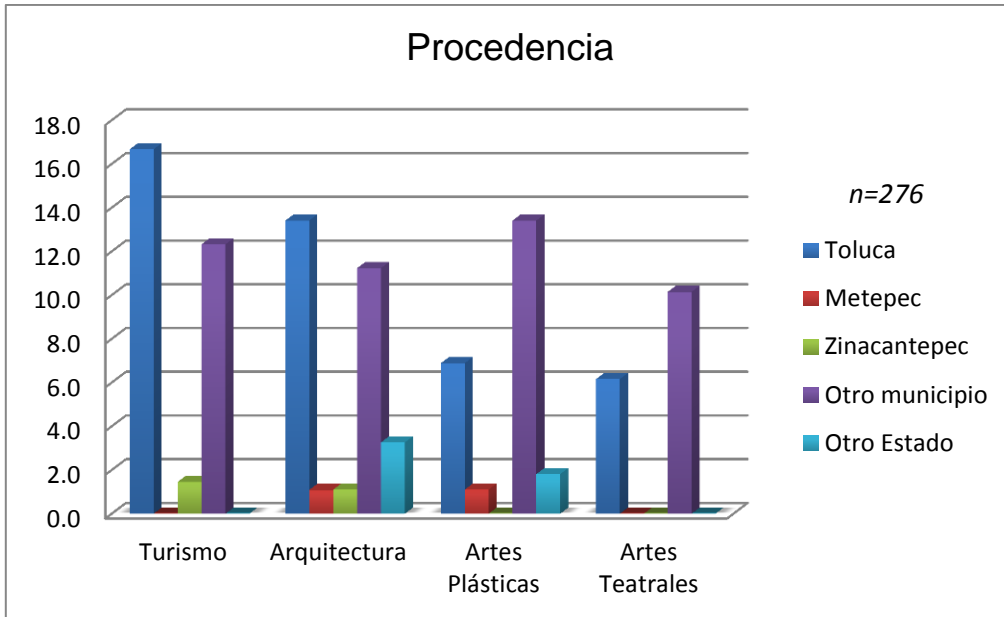 Procedencia
18.0
16.0
14.0
12.0
10.0
8.0
6.0
4.0
2.0
0.0
Turismo
Arquitectura
Artes
Plásticas
Artes
Teatrales
n=276
Toluca
Metepec
Zinacantepec
Otro municipio
Otro Estado